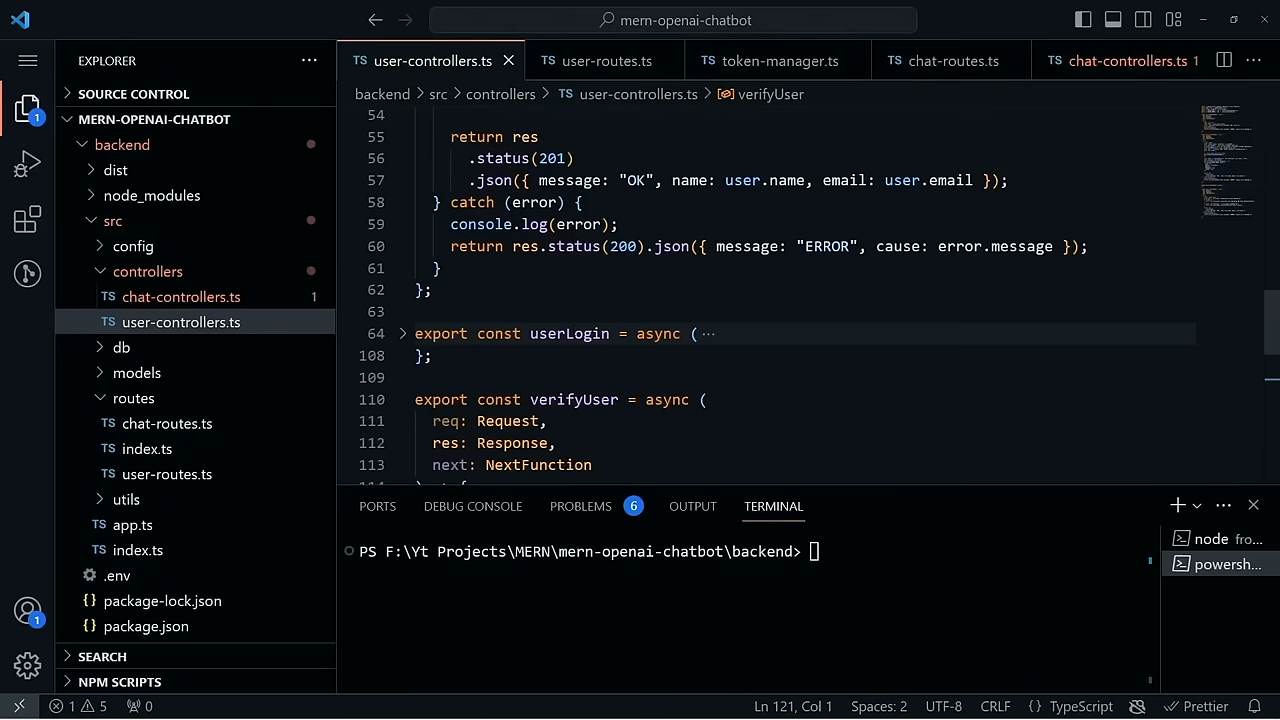 mern-openai-chatbot
EXPLORER
SOURCE CONTROL
MERN-OPENAI-CHATBOT
backend
dist
node_modules
src
config
controllers
TS chat-controllers.ts 1
TS user-controllers.ts
db
models
routes
TS chat-routes.ts
TS index.ts
TS user-routes.ts
utils
TS app.ts
TS index.ts
.env
{} package-lock.json
{} package.json
SEARCH
NPM SCRIPTS
1
1
TS user-controllers.ts
TS user-routes.ts
TS token-manager.ts
TS chat-routes.ts
TS chat-controllers.ts 1
backend > src > controllers > TS user-controllers.ts > verifyUser
54
55 return res
56 .status(201)
57 .json({ message: "OK", name: user.name, email: user.email });
58 } catch (error) {
59 console.log(error);
60 return res.status(200).json({ message: "ERROR", cause: error.message });
61 }
62 };
63
64 export const userLogin = async ( ···
108 };
109
110 export const verifyUser = async (
111 req: Request,
112 res: Response,
113 next: NextFunction
PORTS
DEBUG CONSOLE
PROBLEMS 6
OUTPUT
TERMINAL
PS F:\Yt Projects\MERN\mern-openai-chatbot\backend>
node fro...
powersh...
1 5 0
Ln 121, Col 1
Spaces: 2
UTF-8
CRLF
{} TypeScript
Prettier